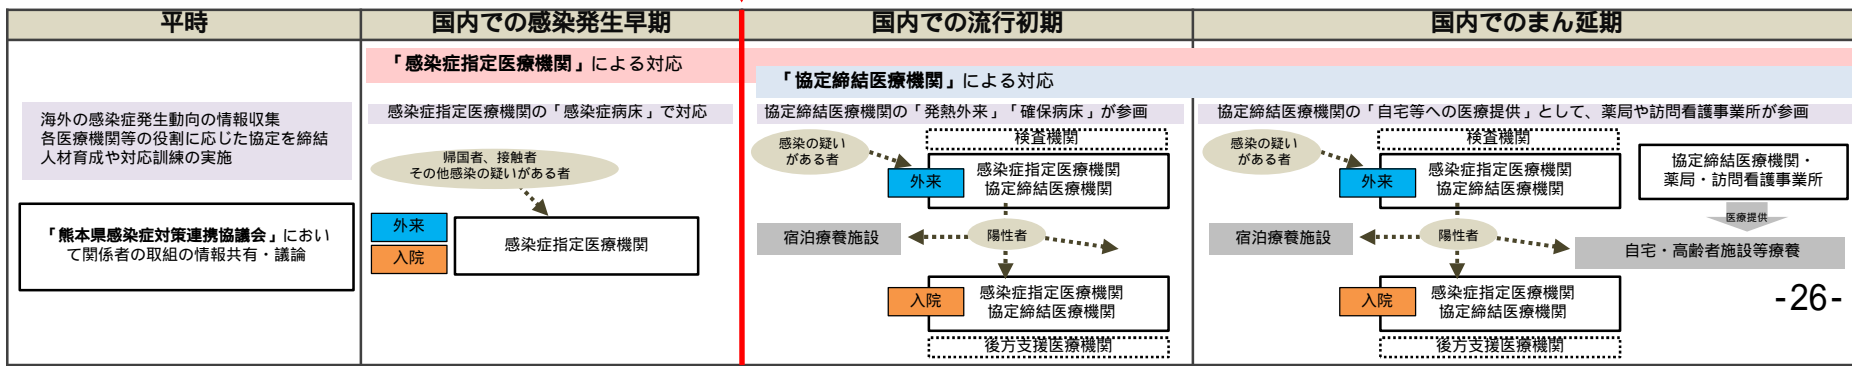 平時
海外の感染症発生動向の情報収集
各医療機関等の役割に応じた協定を締結
人材育成や対応訓練の実施
「熊本県感染症対策連携協議会」におい
て関係者の取組の情報共有・議論
国内での感染発生早期
「感染症指定医療機関」による対応
感染症指定医療機関の「感染症病床」で対応
帰国者、接触者
その他感染の疑いがある者
外来
入院
感染症指定医療機関
国内での流行初期
「協定締結医療機関」による対応
協定締結医療機関の「発熱外来」「確保病床」が参画
感染の疑い
がある者
検査機関
外来
感染症指定医療機関
協定締結医療機関
宿泊療養施設
陽性者
入院
感染症指定医療機関
協定締結医療機関
後方支援医療機関
国内でのまん延期
協定締結医療機関の「自宅等への医療提供」として、薬局や訪問看護事業所が参画
感染の疑い
がある者
検査機関
外来
感染症指定医療機関
協定締結医療機関
協定締結医療機関・
薬局・訪問看護事業所
医療提供
宿泊療養施設
陽性者
自宅・高齢者施設等療養
入院
感染症指定医療機関
協定締結医療機関
後方支援医療機関
-26-